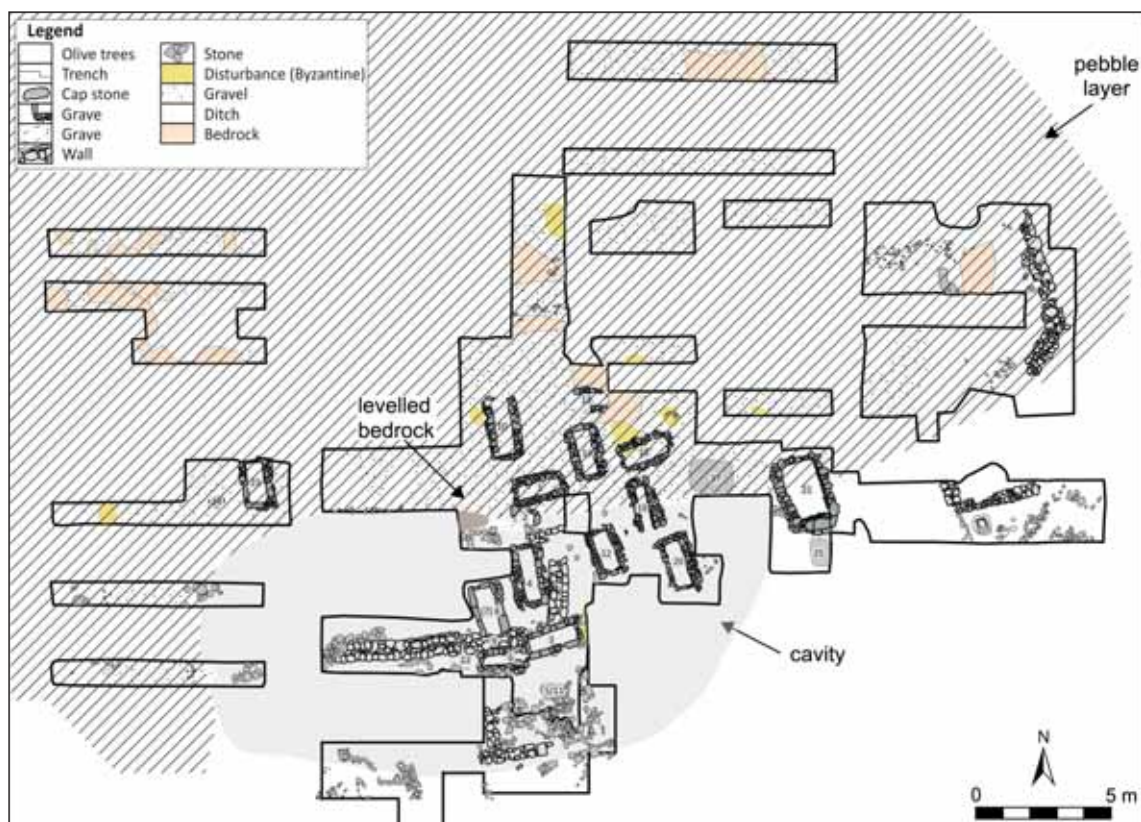 Legend
Olive trees
Trench
Cap stone
Grave
Grave
Wall
Stone
Disturbance (Byzantine)
Gravel
Ditch
Bedrock
pebble
layer
levelled
bedrock
cavity
N
0 5 m